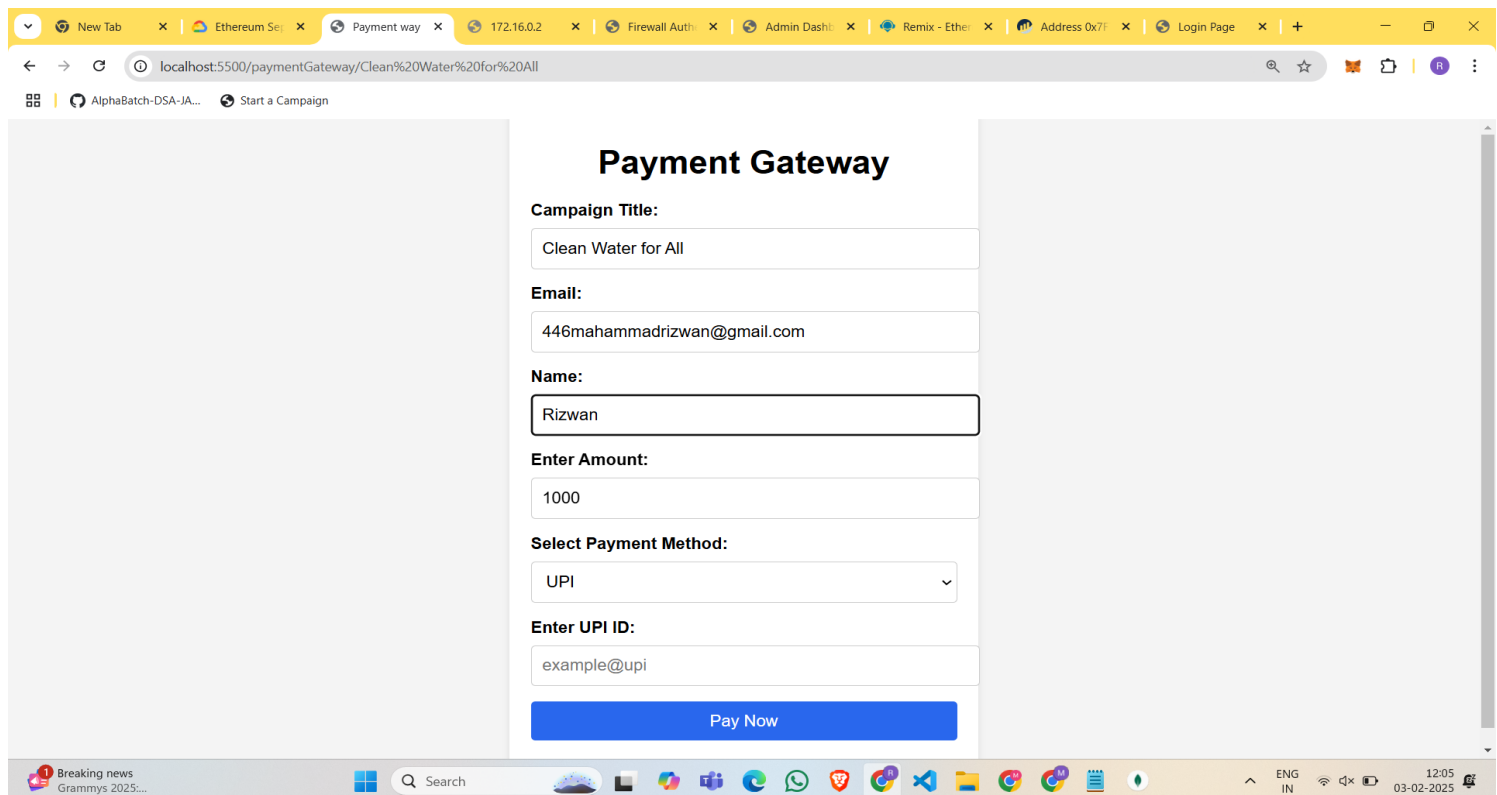 New Tab
Ethereum Sep
Payment way
172.16.0.2
Firewall Authe
Admin Dashb
Remix - Ether
Address 0x7F
Login Page
localhost:5500/paymentGateway/Clean%20Water%20for%20All
R
AlphaBatch-DSA-JA...
Start a Campaign
Payment Gateway
Campaign Title:
Clean Water for All
Email:
446mahammadrizwan@gmail.com
Name:
Rizwan
Enter Amount:
1000
Select Payment Method:
UPI
Enter UPI ID:
example@upi
Pay Now
1
Breaking news
Grammys 2025:...
Search
R
M
M
ENG
IN
12:05
03-02-2025